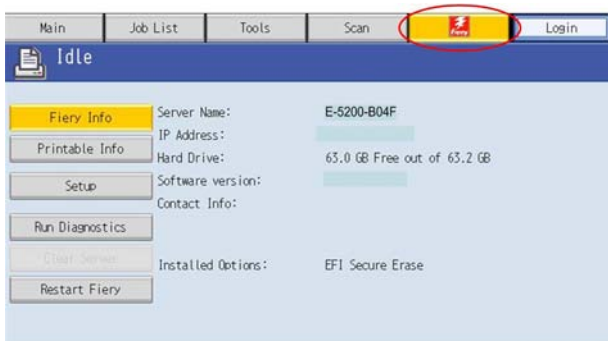 Main Job List Tools Scan Fiery Login
Idle
Fiery Info
Printable Info
Setup
Run Diagnostics
Clear Server
Restart Fiery
Server Name: E-5200-B04F
IP Address:
Hard Drive: 63.0 GB Free out of 63.2 GB
Software version:
Contact Info:
Installed Options: EFI Secure Erase